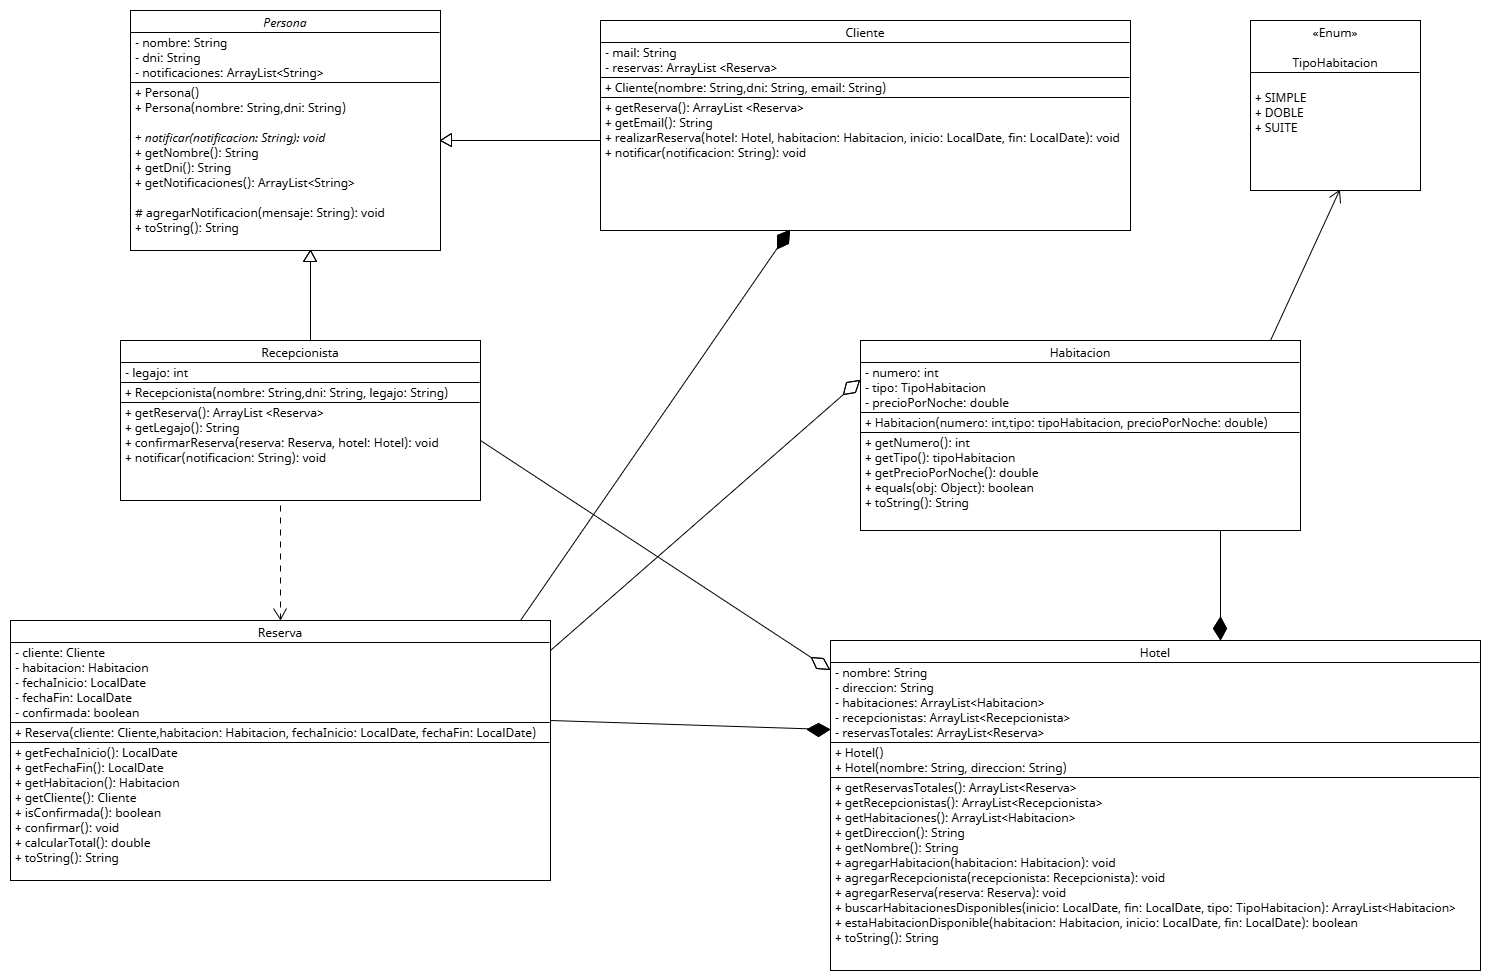 Persona
- nombre: String
- dni: String
- notificaciones: ArrayList<String>
+ Persona()
+ Persona(nombre: String,dni: String)
+ notificar(notificacion: String): void
+ getNombre(): String
+ getDni(): String
+ getNotificaciones(): ArrayList<String>
# agregarNotificacion(mensaje: String): void
+ toString(): String
Cliente
- mail: String
- reservas: ArrayList <Reserva>
+ Cliente(nombre: String,dni: String, email: String)
+ getReserva(): ArrayList <Reserva>
+ getEmail(): String
+ realizarReserva(hotel: Hotel, habitacion: Habitacion, inicio: LocalDate, fin: LocalDate): void
+ notificar(notificacion: String): void
«Enum»
TipoHabitacion
+ SIMPLE
+ DOBLE
+ SUITE
Recepcionista
- legajo: int
+ Recepcionista(nombre: String,dni: String, legajo: String)
+ getReserva(): ArrayList <Reserva>
+ getLegajo(): String
+ confirmarReserva(reserva: Reserva, hotel: Hotel): void
+ notificar(notificacion: String): void
Habitacion
- numero: int
- tipo: TipoHabitacion
- precioPorNoche: double
+ Habitacion(numero: int,tipo: tipoHabitacion, precioPorNoche: double)
+ getNumero(): int
+ getTipo(): tipoHabitacion
+ getPrecioPorNoche(): double
+ equals(obj: Object): boolean
+ toString(): String
Reserva
- cliente: Cliente
- habitacion: Habitacion
- fechaInicio: LocalDate
- fechaFin: LocalDate
- confirmada: boolean
+ Reserva(cliente: Cliente,habitacion: Habitacion, fechaInicio: LocalDate, fechaFin: LocalDate)
+ getFechaInicio(): LocalDate
+ getFechaFin(): LocalDate
+ getHabitacion(): Habitacion
+ getCliente(): Cliente
+ isConfirmada(): boolean
+ confirmar(): void
+ calcularTotal(): double
+ toString(): String
Hotel
- nombre: String
- direccion: String
- habitaciones: ArrayList<Habitacion>
- recepcionistas: ArrayList<Recepcionista>
- reservasTotales: ArrayList<Reserva>
+ Hotel()
+ Hotel(nombre: String, direccion: String)
+ getReservasTotales(): ArrayList<Reserva>
+ getRecepcionistas(): ArrayList<Recepcionista>
+ getHabitaciones(): ArrayList<Habitacion>
+ getDireccion(): String
+ getNombre(): String
+ agregarHabitacion(habitacion: Habitacion): void
+ agregarRecepcionista(recepcionista: Recepcionista): void
+ agregarReserva(reserva: Reserva): void
+ buscarHabitacionesDisponibles(inicio: LocalDate, fin: LocalDate, tipo: TipoHabitacion): ArrayList<Habitacion>
+ estaHabitacionDisponible(habitacion: Habitacion, inicio: LocalDate, fin: LocalDate): boolean
+ toString(): String